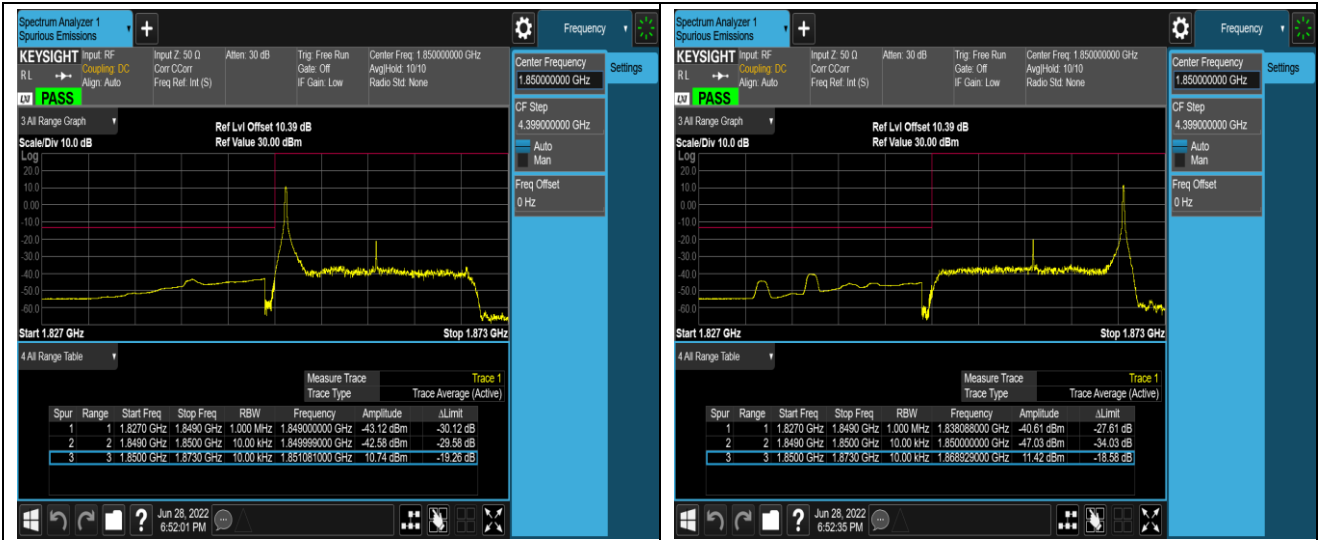 Spectrum Analyzer 1
Spurious Emissions
+
Frequency
KEYSIGHT Input: RF Input Z: 50 Ω Atten: 30 dB Trig: Free Run Center Freq: 1.850000000 GHz
RL Coupling: DC Corr CCorr Gate: Off Avg|Hold: 10/10
Align: Auto Freq Ref: Int (S) IF Gain: Low Radio Std: None
LXI PASS
Center Frequency
1.850000000 GHz
Settings
CF Step
4.399000000 GHz
Auto
Man
Freq Offset
0 Hz
3 All Range Graph
Ref Lvl Offset 10.39 dB
Scale/Div 10.0 dB Ref Value 30.00 dBm
Log
20.0
10.0
0.00
-10.0
-20.0
-30.0
-40.0
-50.0
-60.0
Start 1.827 GHz Stop 1.873 GHz
4 All Range Table
Measure Trace Trace 1
Trace Type Trace Average (Active)
Spur Range Start Freq Stop Freq RBW Frequency Amplitude ΔLimit
1 1 1.8270 GHz 1.8490 GHz 1.000 MHz 1.849000000 GHz -43.12 dBm -30.12 dB
2 2 1.8490 GHz 1.8500 GHz 10.00 kHz 1.849999000 GHz -42.58 dBm -29.58 dB
3 3 1.8500 GHz 1.8730 GHz 10.00 kHz 1.851081000 GHz 10.74 dBm -19.26 dB
?
Jun 28, 2022
6:52:01 PM
Spectrum Analyzer 1
Spurious Emissions
+
Frequency
KEYSIGHT Input: RF Input Z: 50 Ω Atten: 30 dB Trig: Free Run Center Freq: 1.850000000 GHz
RL Coupling: DC Corr CCorr Gate: Off Avg|Hold: 10/10
Align: Auto Freq Ref: Int (S) IF Gain: Low Radio Std: None
LXI PASS
Center Frequency
1.850000000 GHz
Settings
CF Step
4.399000000 GHz
Auto
Man
Freq Offset
0 Hz
3 All Range Graph
Ref Lvl Offset 10.39 dB
Scale/Div 10.0 dB Ref Value 30.00 dBm
Log
20.0
10.0
0.00
-10.0
-20.0
-30.0
-40.0
-50.0
-60.0
Start 1.827 GHz Stop 1.873 GHz
4 All Range Table
Measure Trace Trace 1
Trace Type Trace Average (Active)
Spur Range Start Freq Stop Freq RBW Frequency Amplitude ΔLimit
1 1 1.8270 GHz 1.8490 GHz 1.000 MHz 1.838088000 GHz -40.61 dBm -27.61 dB
2 2 1.8490 GHz 1.8500 GHz 10.00 kHz 1.850000000 GHz -47.03 dBm -34.03 dB
3 3 1.8500 GHz 1.8730 GHz 10.00 kHz 1.868929000 GHz 11.42 dBm -18.58 dB
?
Jun 28, 2022
6:52:35 PM